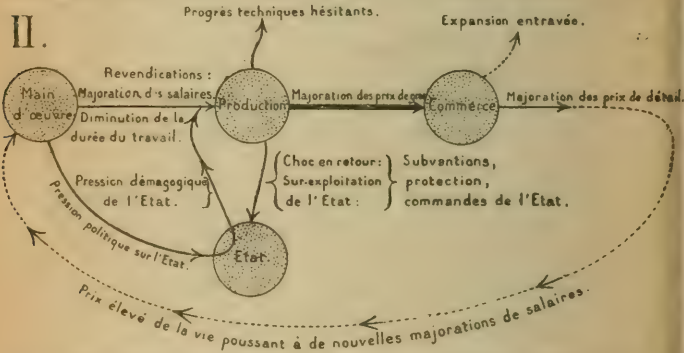 II.
Progrès techniques hésitants.
Expansion entravée.
Main
d'œuvre
Revendications :
Majoration d's salaires.
Diminution de la
durée du travail.
Production
Majoration des prix de gros.
Commerce
Majoration des prix de détail.
Pression démagogique
de l'Etat.
Choc en retour:
Sur-exploitation
de l'Etat :
Subventions,
protection,
commandes de l'Etat.
Pression politique sur l'Etat.
Etat
Prix élevé de la vie poussant à de nouvelles majorations de salaires.